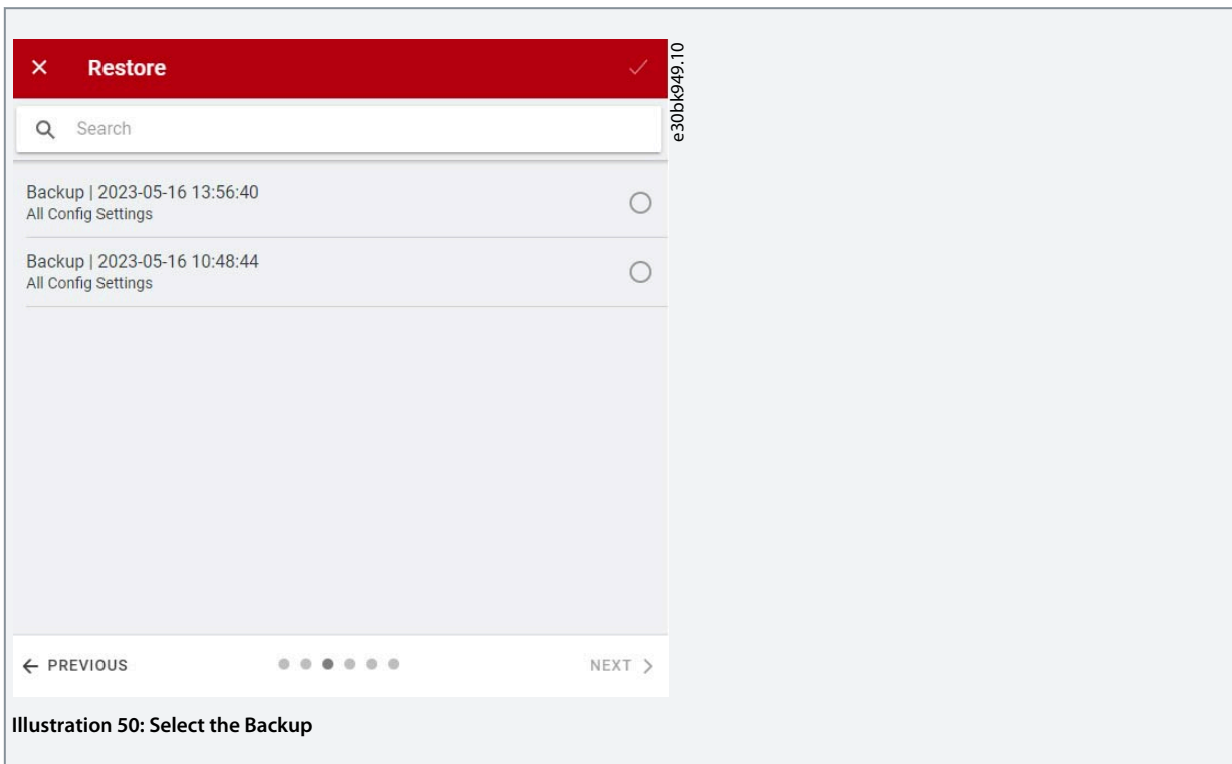 Restore
e30bk949.10
Search
Backup | 2023-05-16 13:56:40
All Config Settings
Backup | 2023-05-16 10:48:44
All Config Settings
PREVIOUS
NEXT
Illustration 50: Select the Backup